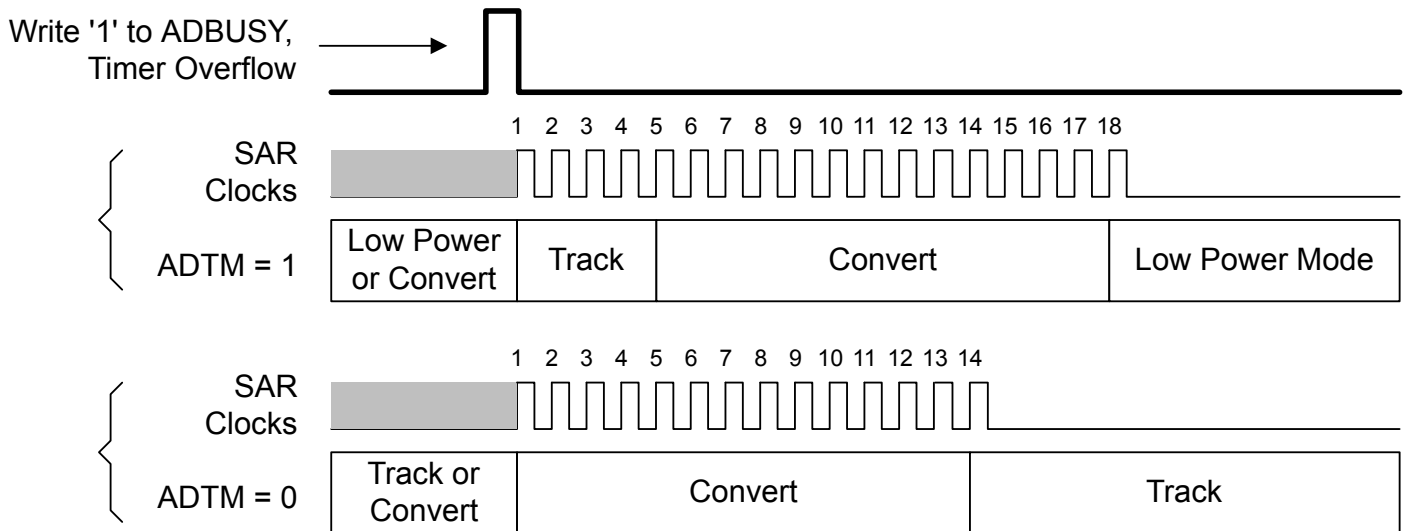 Write '1' to ADBUSY,
Timer Overflow
1 2 3 4 5 6 7 8 9 10 11 12 13 14 15 16 17 18
SAR
Clocks
ADTM = 1
Low Power
or Convert
Track
Convert
Low Power Mode
1 2 3 4 5 6 7 8 9 10 11 12 13 14
SAR
Clocks
ADTM = 0
Track or
Convert
Convert
Track